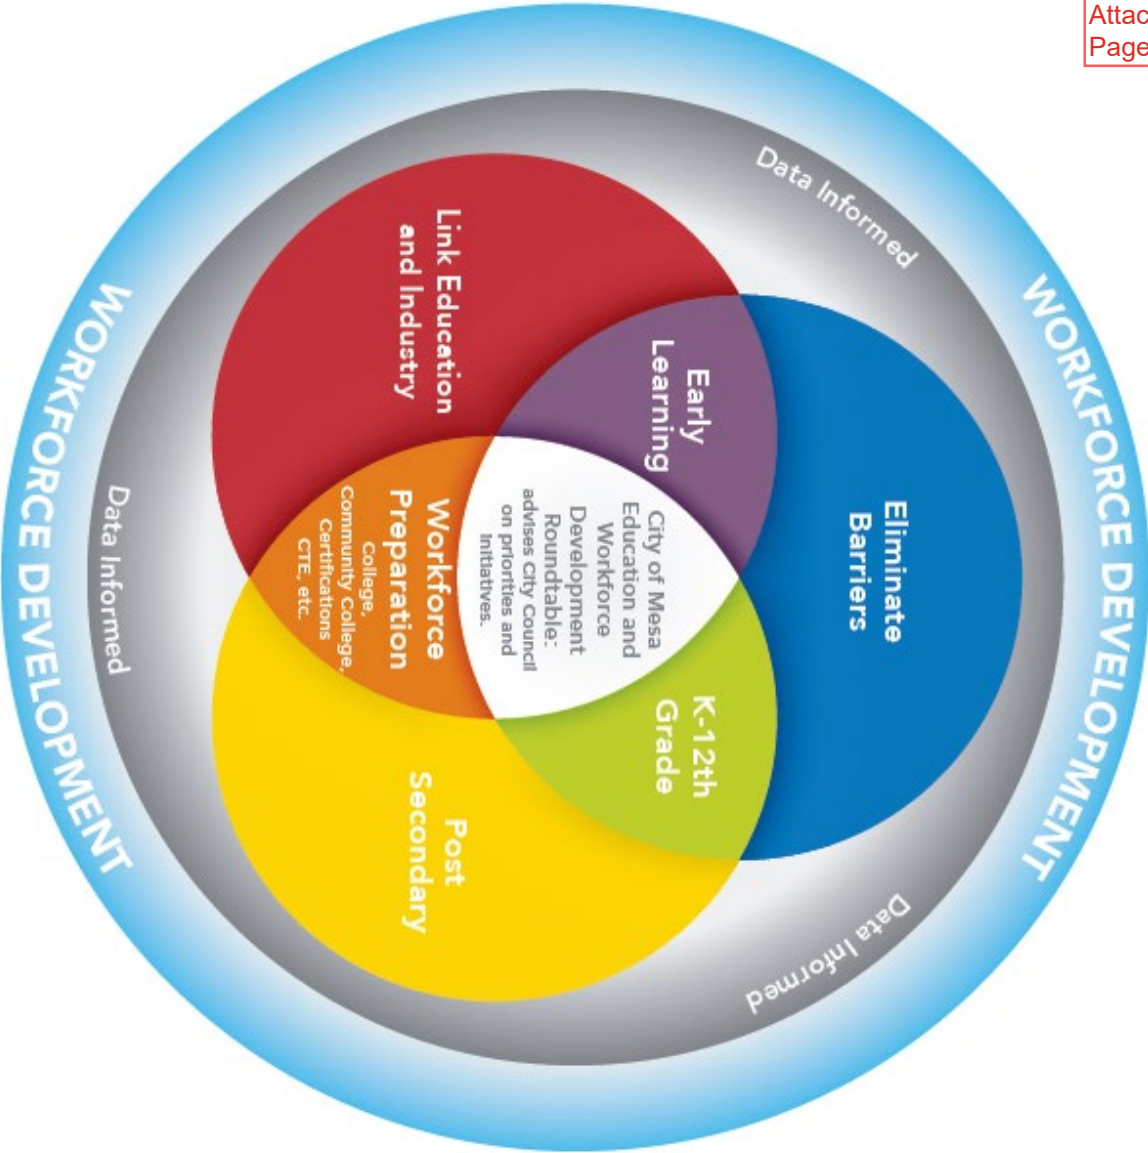 Attac
Page
WORKFORCE DEVELOPMENT
Data Informed
Data Informed
Eliminate
Barriers
Early
Learning
K-12th
Grade
City of Mesa
Education and
Workforce
Development
Roundtable:
advises City Council
on priorities and
Initiatives.
Link Education
and Industry
Workforce
Preparation
College,
Community College,
Certifications
CTE, etc.
Post
Secondary
Data Informed
WORKFORCE DEVELOPMENT